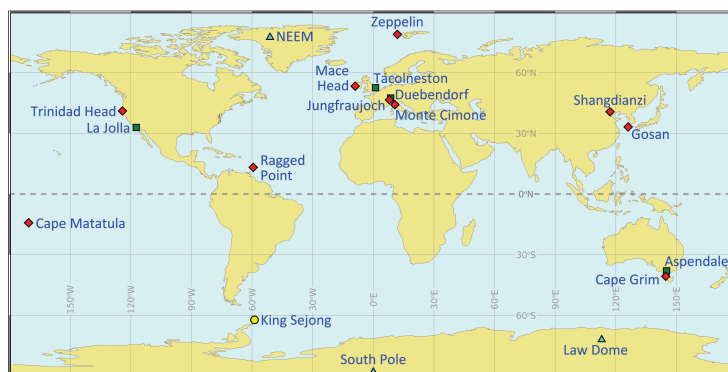 Zeppelin
NEEM
60°N
Mace
Head
Tacolneston
Duebendorf
Jungfraujoch
Monte Cimone
Shangdianzi
Trinidad Head
La Jolla
30°N
Gosan
Ragged
Point
0°N
Cape Matatula
30°S
Aspendale
Cape Grim
150°W
120°W
90°W
60°W
30°W
0°E
30°E
60°E
90°E
120°E
150°E
King Sejong
60°S
Law Dome
South Pole